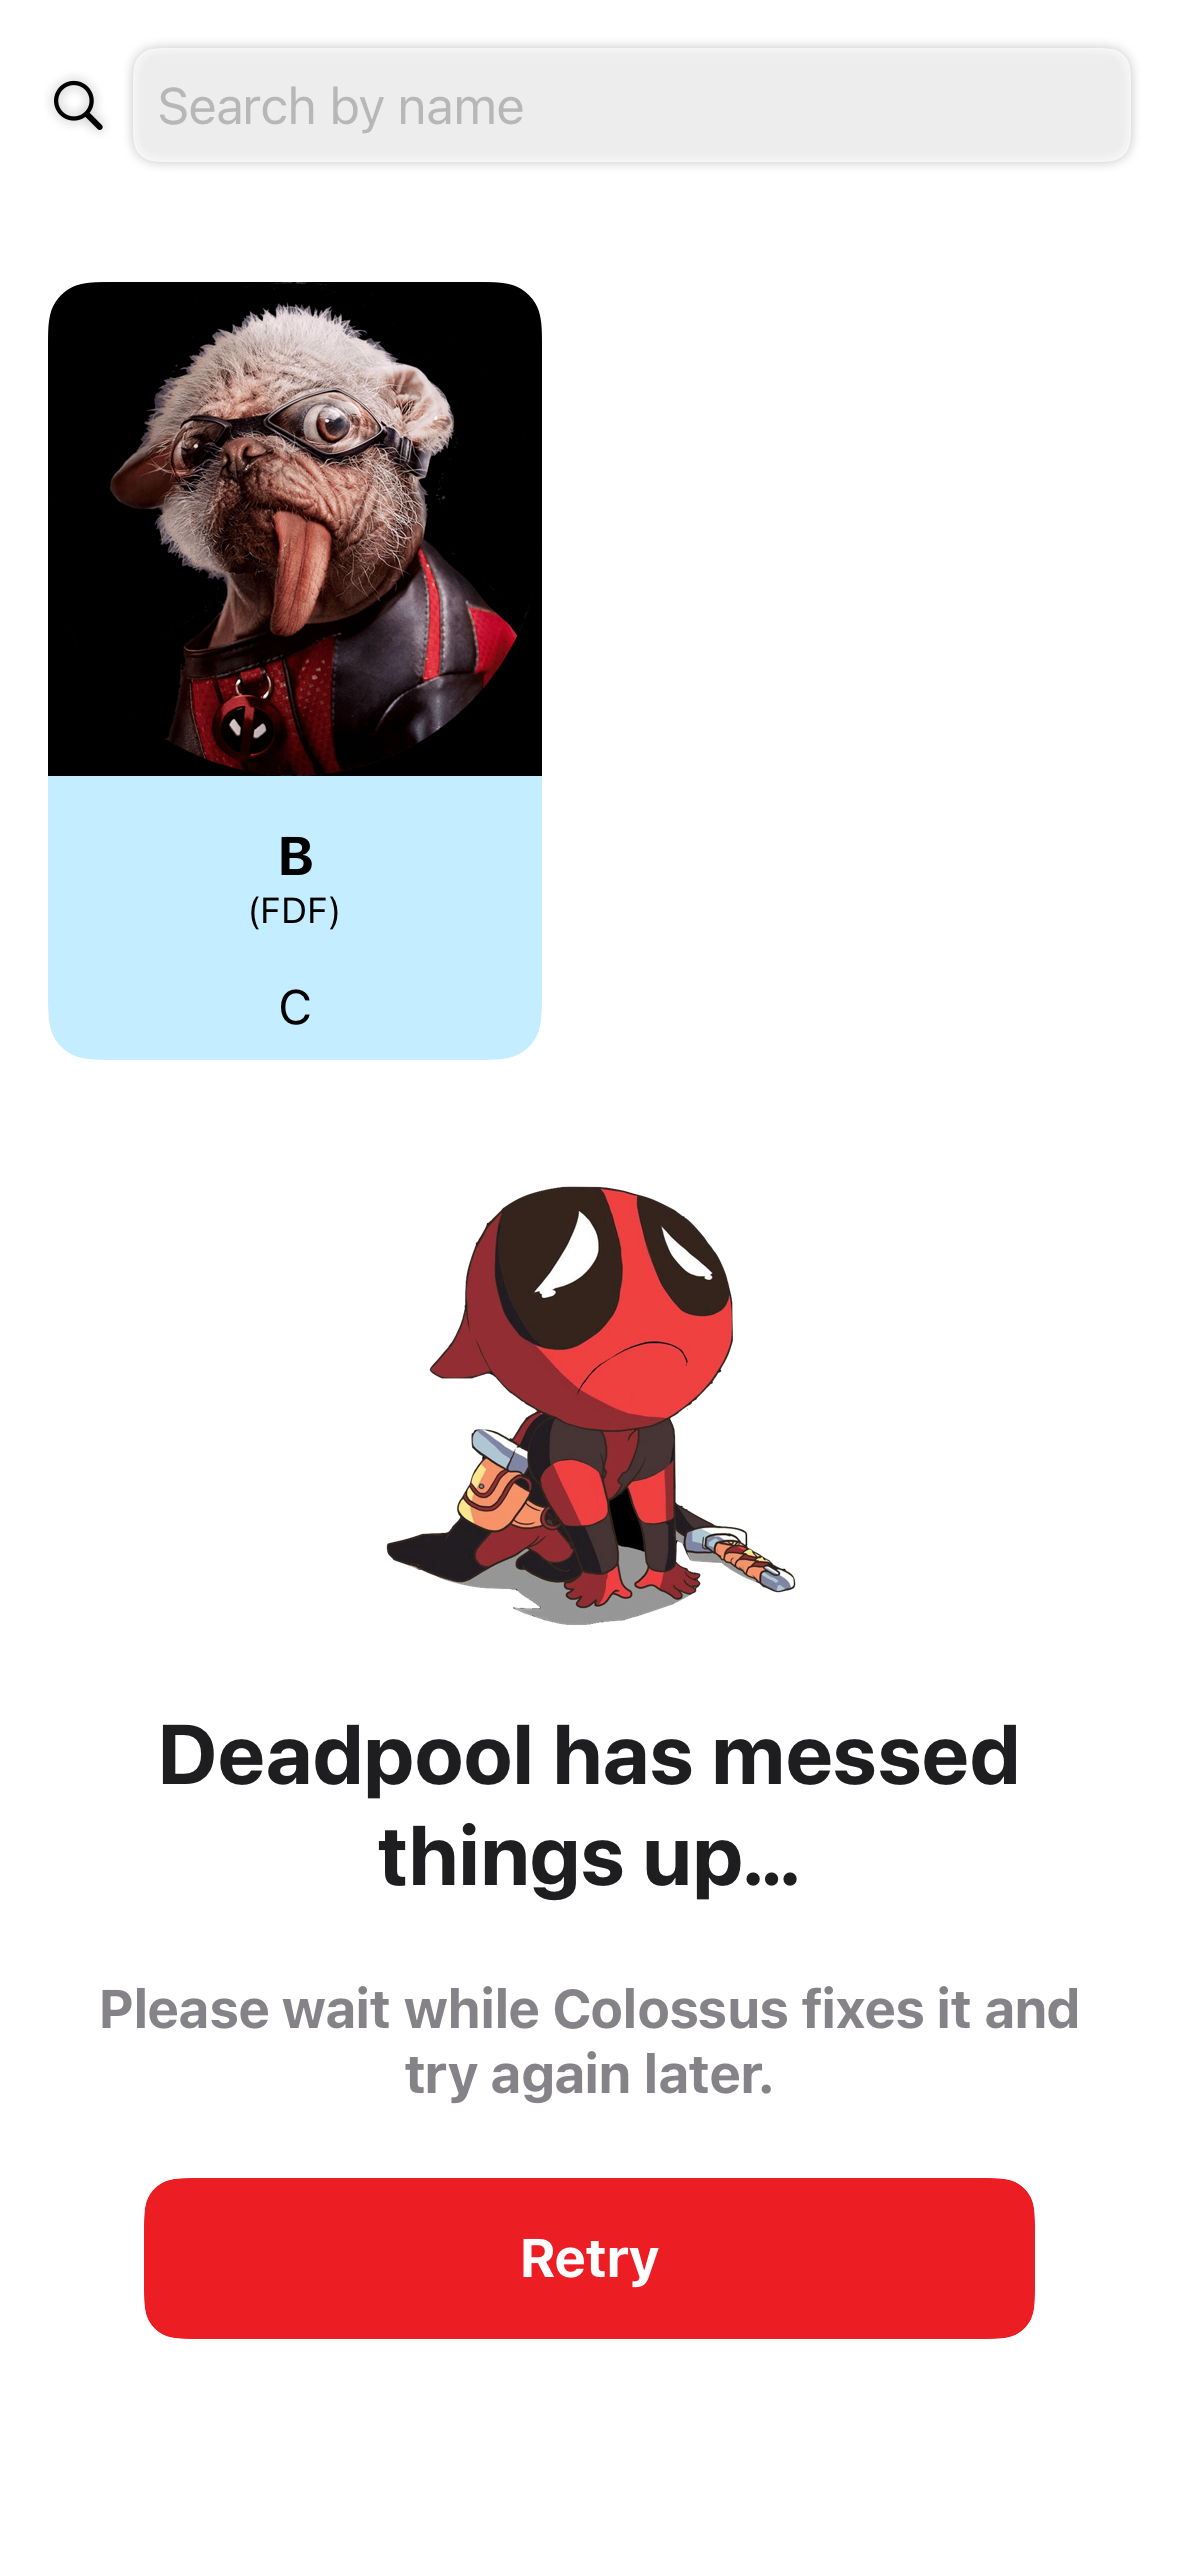 Search by name
B
(FDF)
C
Deadpool has messed
things up...
Please wait while Colossus fixes it and
try again later.
Retry